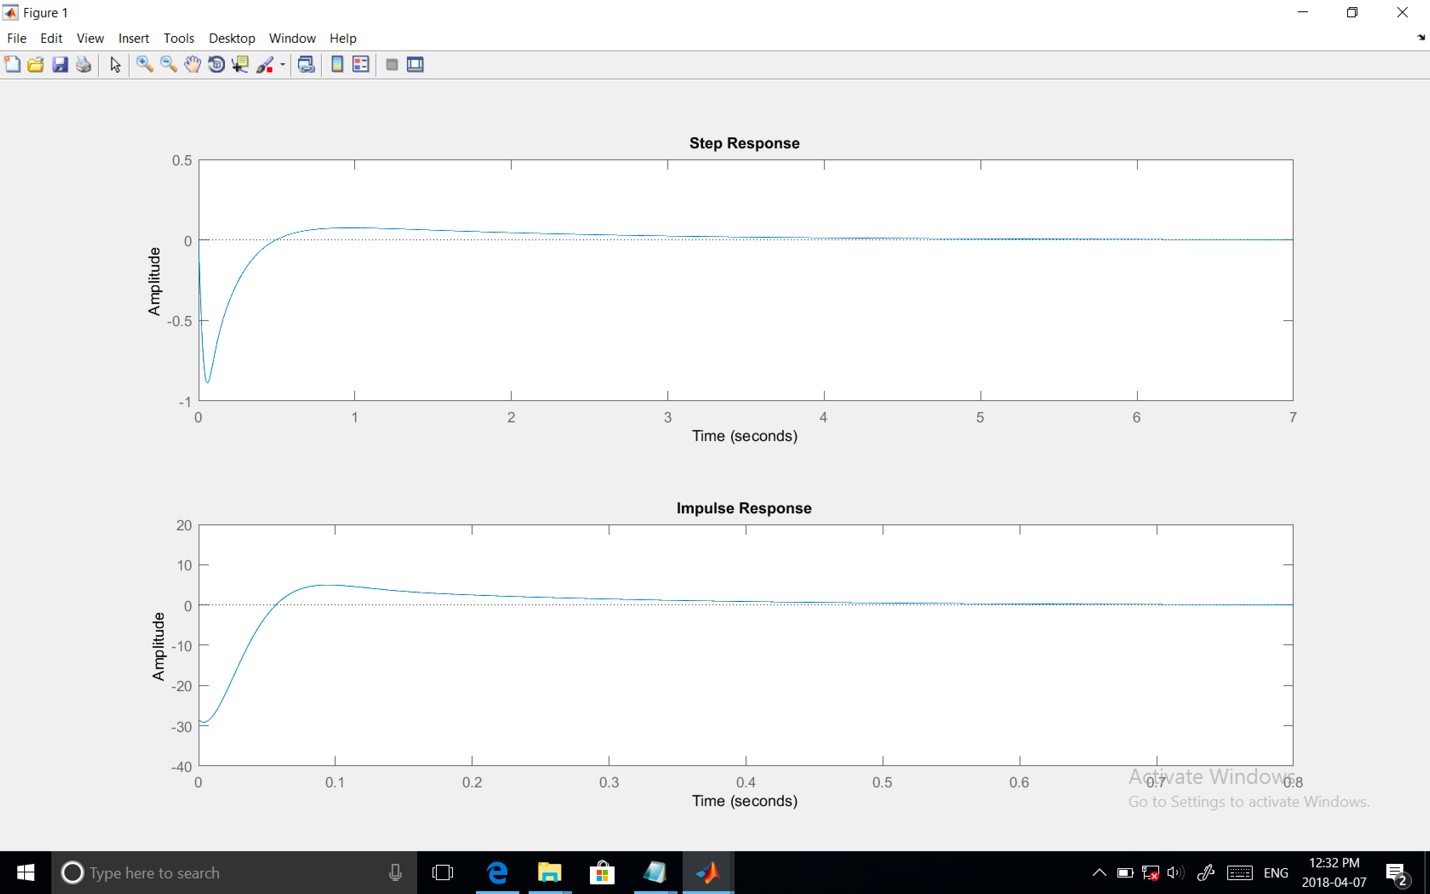 Figure 1
File Edit View Insert Tools Desktop Window Help
Step Response
0.5
0
-0.5
-1
Amplitude
0 1 2 3 4 5 6 7
Time (seconds)
Impulse Response
20
10
0
-10
-20
-30
-40
Amplitude
0 0.1 0.2 0.3 0.4 0.5 0.6 0.7 0.8
Time (seconds)
Activate Windows
Go to Settings to activate Windows.
Type here to search
ENG
12:32 PM
2018-04-07
2